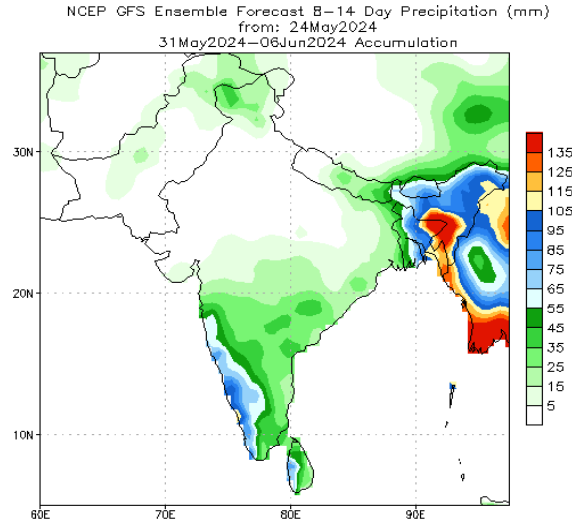 NCEP GFS Ensemble Forecast 8-14 Day Precipitation (mm)
from: 24May2024
31May2024-06Jun2024 Accumulation
30N
20N
10N
60E
70E
80E
90E
135
115
105
95
85
75
65
55
45
35
25
15
5